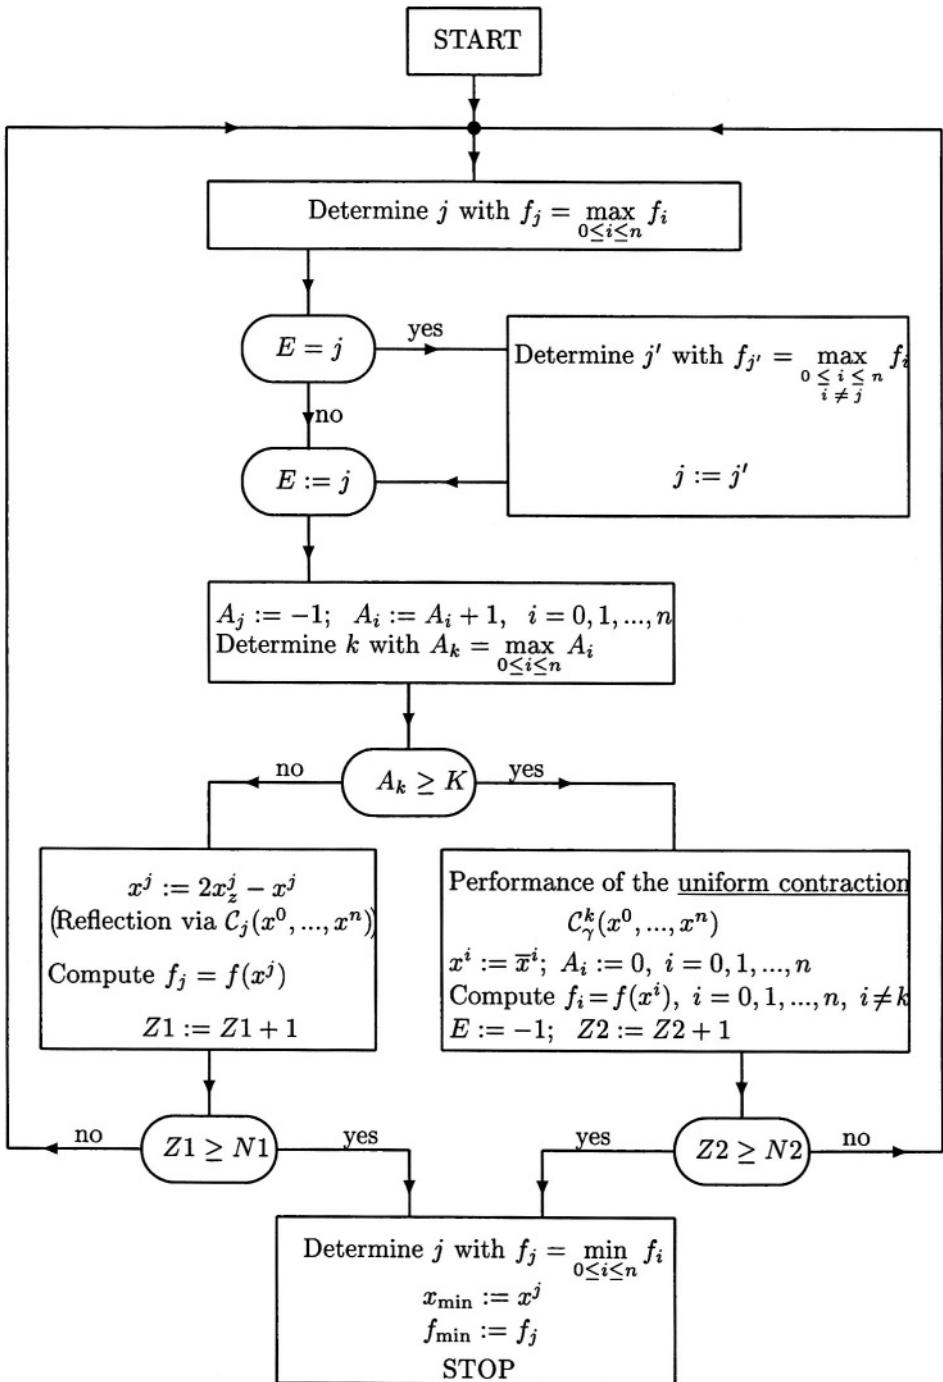 START
Determine j with f_j = max_{0≤i≤n} f_i
E = j
yes
Determine j′ with f_{j′} = max_{0 ≤ i ≤ n, i ≠ j} f_i
no
E := j
j := j′
A_j := −1; A_i := A_i + 1, i = 0, 1, ..., n
Determine k with A_k = max_{0≤i≤n} A_i
no
A_k ≥ K
yes
x^j := 2x_z^j − x^j
(Reflection via 𝒞_j(x^0, ..., x^n))
Compute f_j = f(x^j)
Z1 := Z1 + 1
Performance of the uniform contraction
𝒞_γ^k(x^0, ..., x^n)
x^i := x̅^i; A_i := 0, i = 0, 1, ..., n
Compute f_i = f(x^i), i = 0, 1, ..., n, i ≠ k
E := −1; Z2 := Z2 + 1
no
Z1 ≥ N1
yes
yes
Z2 ≥ N2
no
Determine j with f_j = min_{0≤i≤n} f_i
x_min := x^j
f_min := f_j
STOP